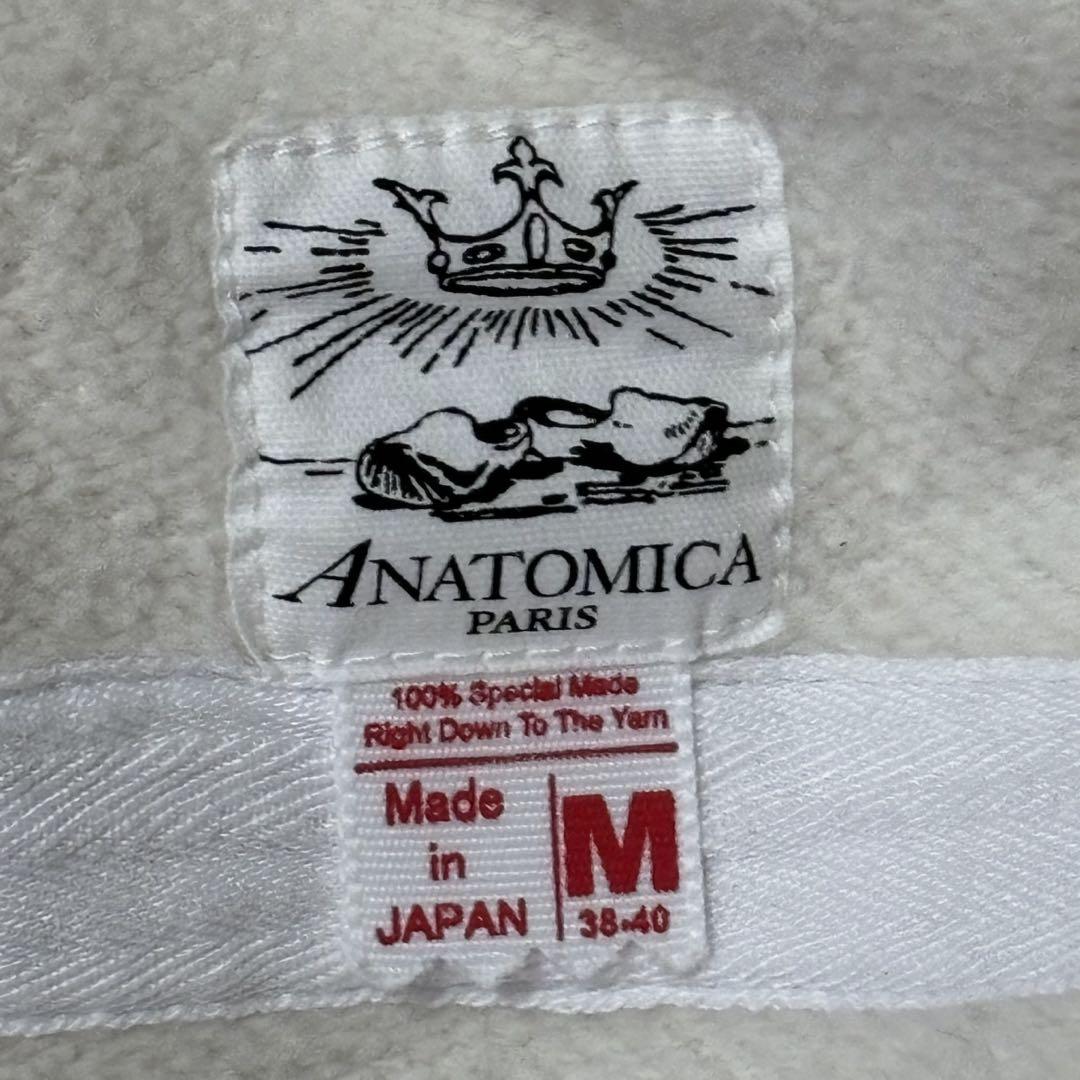 ANATOMICA
PARIS
100% Special Made
Right Down To The Yarn
Made
in
JAPAN
M
38-40